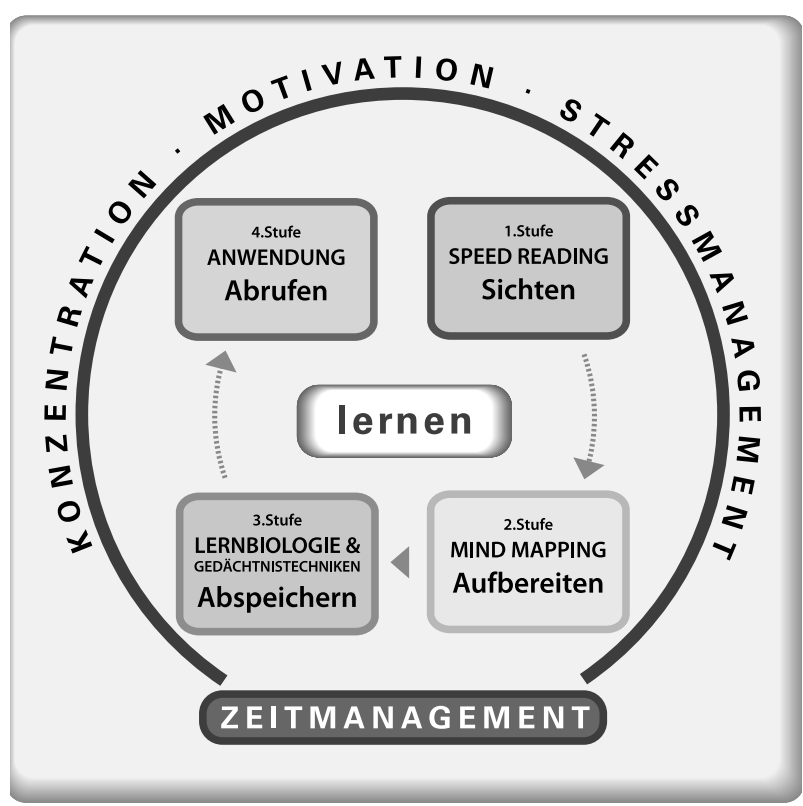 KONZENTRATION · MOTIVATION · STRESSMANAGEMENT
4.Stufe
ANWENDUNG
Abrufen
1.Stufe
SPEED READING
Sichten
lernen
3.Stufe
LERNBIOLOGIE &
GEDÄCHTNISTECHNIKEN
Abspeichern
2.Stufe
MIND MAPPING
Aufbereiten
ZEITMANAGEMENT